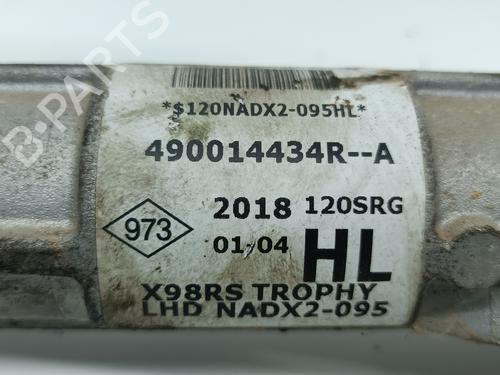 B-PARTS
*$120NADX2-095HL*
490014434R--A
973
2018 120SRG
01/04 HL
X98RS TROPHY
LHD NADX2-095